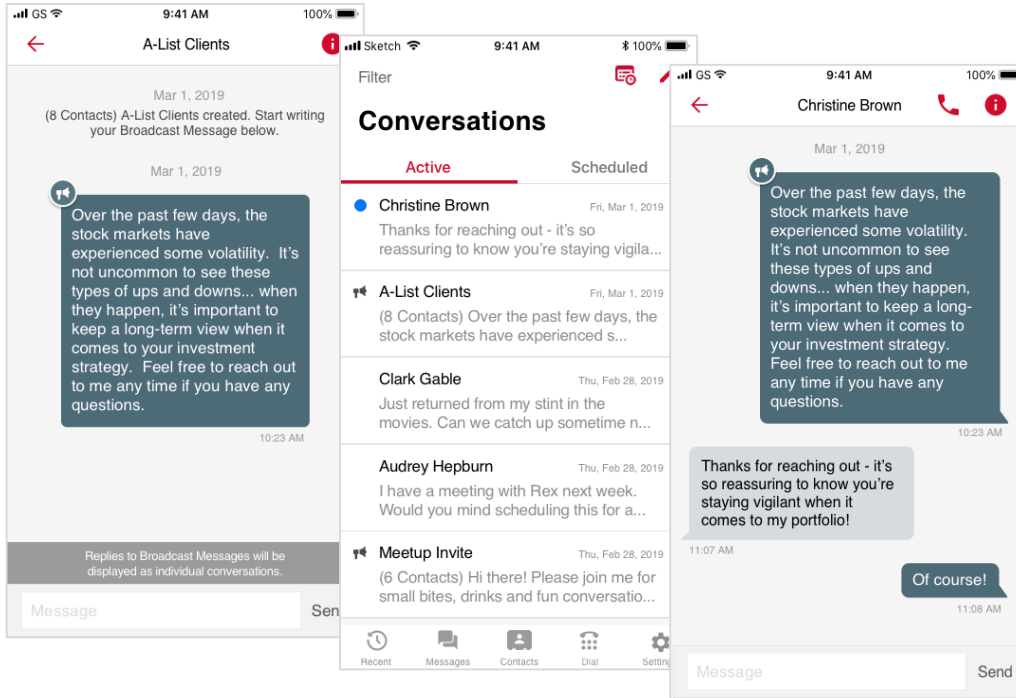 GS
9:41 AM
100%
A-List Clients
Mar 1, 2019
(8 Contacts) A-List Clients created. Start writing
your Broadcast Message below.
Mar 1, 2019
Over the past few days, the
stock markets have
experienced some volatility. It’s
not uncommon to see these
types of ups and downs... when
they happen, it’s important to
keep a long-term view when it
comes to your investment
strategy. Feel free to reach out
to me any time if you have any
questions.
10:23 AM
Replies to Broadcast Messages will be
displayed as individual conversations.
Message
Sen
Sketch
9:41 AM
100%
Filter
Conversations
Active
Scheduled
Christine Brown
Fri, Mar 1, 2019
Thanks for reaching out - it’s so
reassuring to know you’re staying vigila...
A-List Clients
Fri, Mar 1, 2019
(8 Contacts) Over the past few days, the
stock markets have experienced s...
Clark Gable
Thu, Feb 28, 2019
Just returned from my stint in the
movies. Can we catch up sometime n...
Audrey Hepburn
Thu, Feb 28, 2019
I have a meeting with Rex next week.
Would you mind scheduling this for a...
Meetup Invite
Thu, Feb 28, 2019
(6 Contacts) Hi there! Please join me for
small bites, drinks and fun conversatio...
Recent
Messages
Contacts
Dial
Setting
GS
9:41 AM
100%
Christine Brown
Mar 1, 2019
Over the past few days, the
stock markets have
experienced some volatility.
It’s not uncommon to see
these types of ups and
downs... when they happen,
it’s important to keep a long-
term view when it comes to
your investment strategy.
Feel free to reach out to me
any time if you have any
questions.
10:23 AM
Thanks for reaching out - it’s
so reassuring to know you’re
staying vigilant when it
comes to my portfolio!
11:07 AM
Of course!
11:08 AM
Message
Send